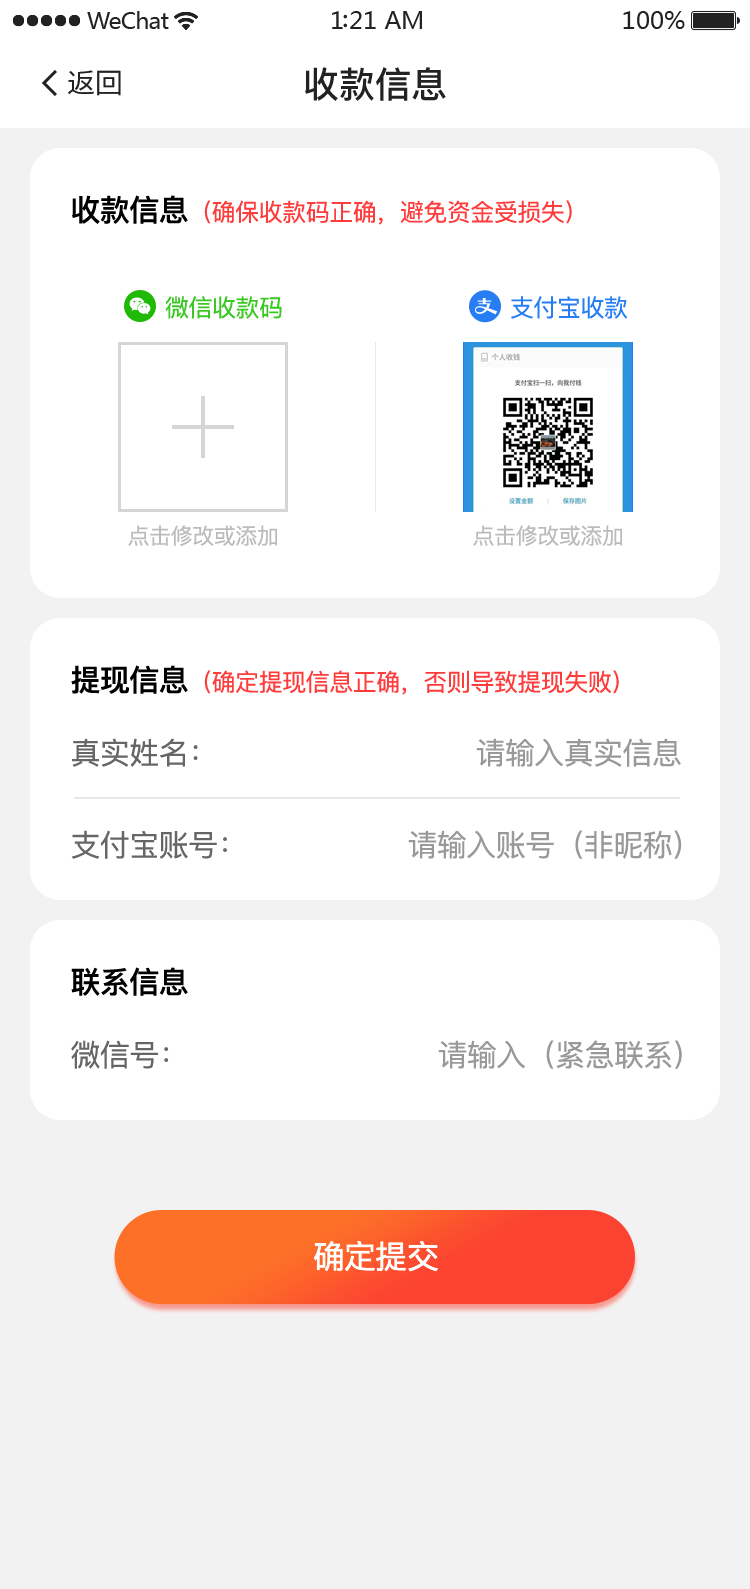 WeChat 1:21 AM 100%
返回 收款信息
收款信息（确保收款码正确，避免资金受损失）
微信收款码 支付宝收款
个人收钱
支付宝扫一扫，向我付钱
设置金额 | 保存图片
点击修改或添加 点击修改或添加
提现信息（确定提现信息正确，否则导致提现失败）
真实姓名： 请输入真实信息
支付宝账号： 请输入账号（非昵称）
联系信息
微信号： 请输入（紧急联系）
确定提交